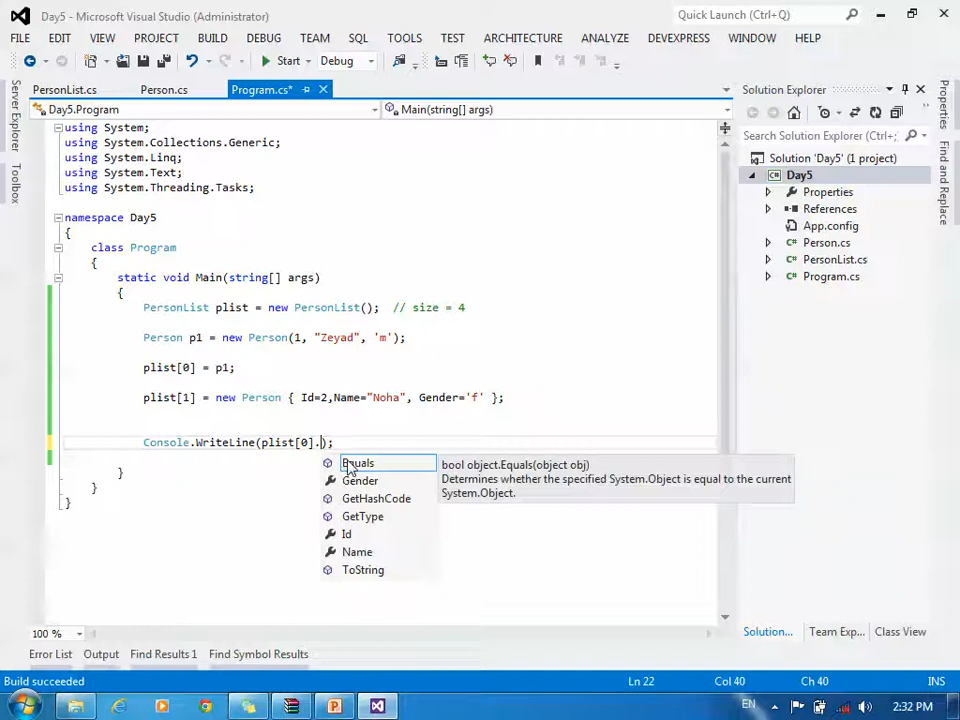 Day5 - Microsoft Visual Studio (Administrator)
Quick Launch (Ctrl+Q)
FILE EDIT VIEW PROJECT BUILD DEBUG TEAM SQL TOOLS TEST ARCHITECTURE ANALYZE DEVEXPRESS WINDOW HELP
Start Debug
PersonList.cs Person.cs Program.cs*
Day5.Program Main(string[] args)
Server Explorer
Toolbox
using System;
using System.Collections.Generic;
using System.Linq;
using System.Text;
using System.Threading.Tasks;
namespace Day5
{
class Program
{
static void Main(string[] args)
{
PersonList plist = new PersonList(); // size = 4
Person p1 = new Person(1, "Zeyad", 'm');
plist[0] = p1;
plist[1] = new Person { Id=2,Name="Noha", Gender='f' };
Console.WriteLine(plist[0].);
}
}
}
Equals
Gender
GetHashCode
GetType
Id
Name
ToString
bool object.Equals(object obj)
Determines whether the specified System.Object is equal to the current
System.Object.
Solution Explorer
Search Solution Explorer (Ctrl+;
Solution 'Day5' (1 project)
C# Day5
Properties
References
App.config
C# Person.cs
C# PersonList.cs
C# Program.cs
Properties
Find and Replace
100 %
Solution... Team Exp... Class View
Error List Output Find Results 1 Find Symbol Results
Build succeeded Ln 22 Col 40 Ch 40 INS
EN 2:32 PM